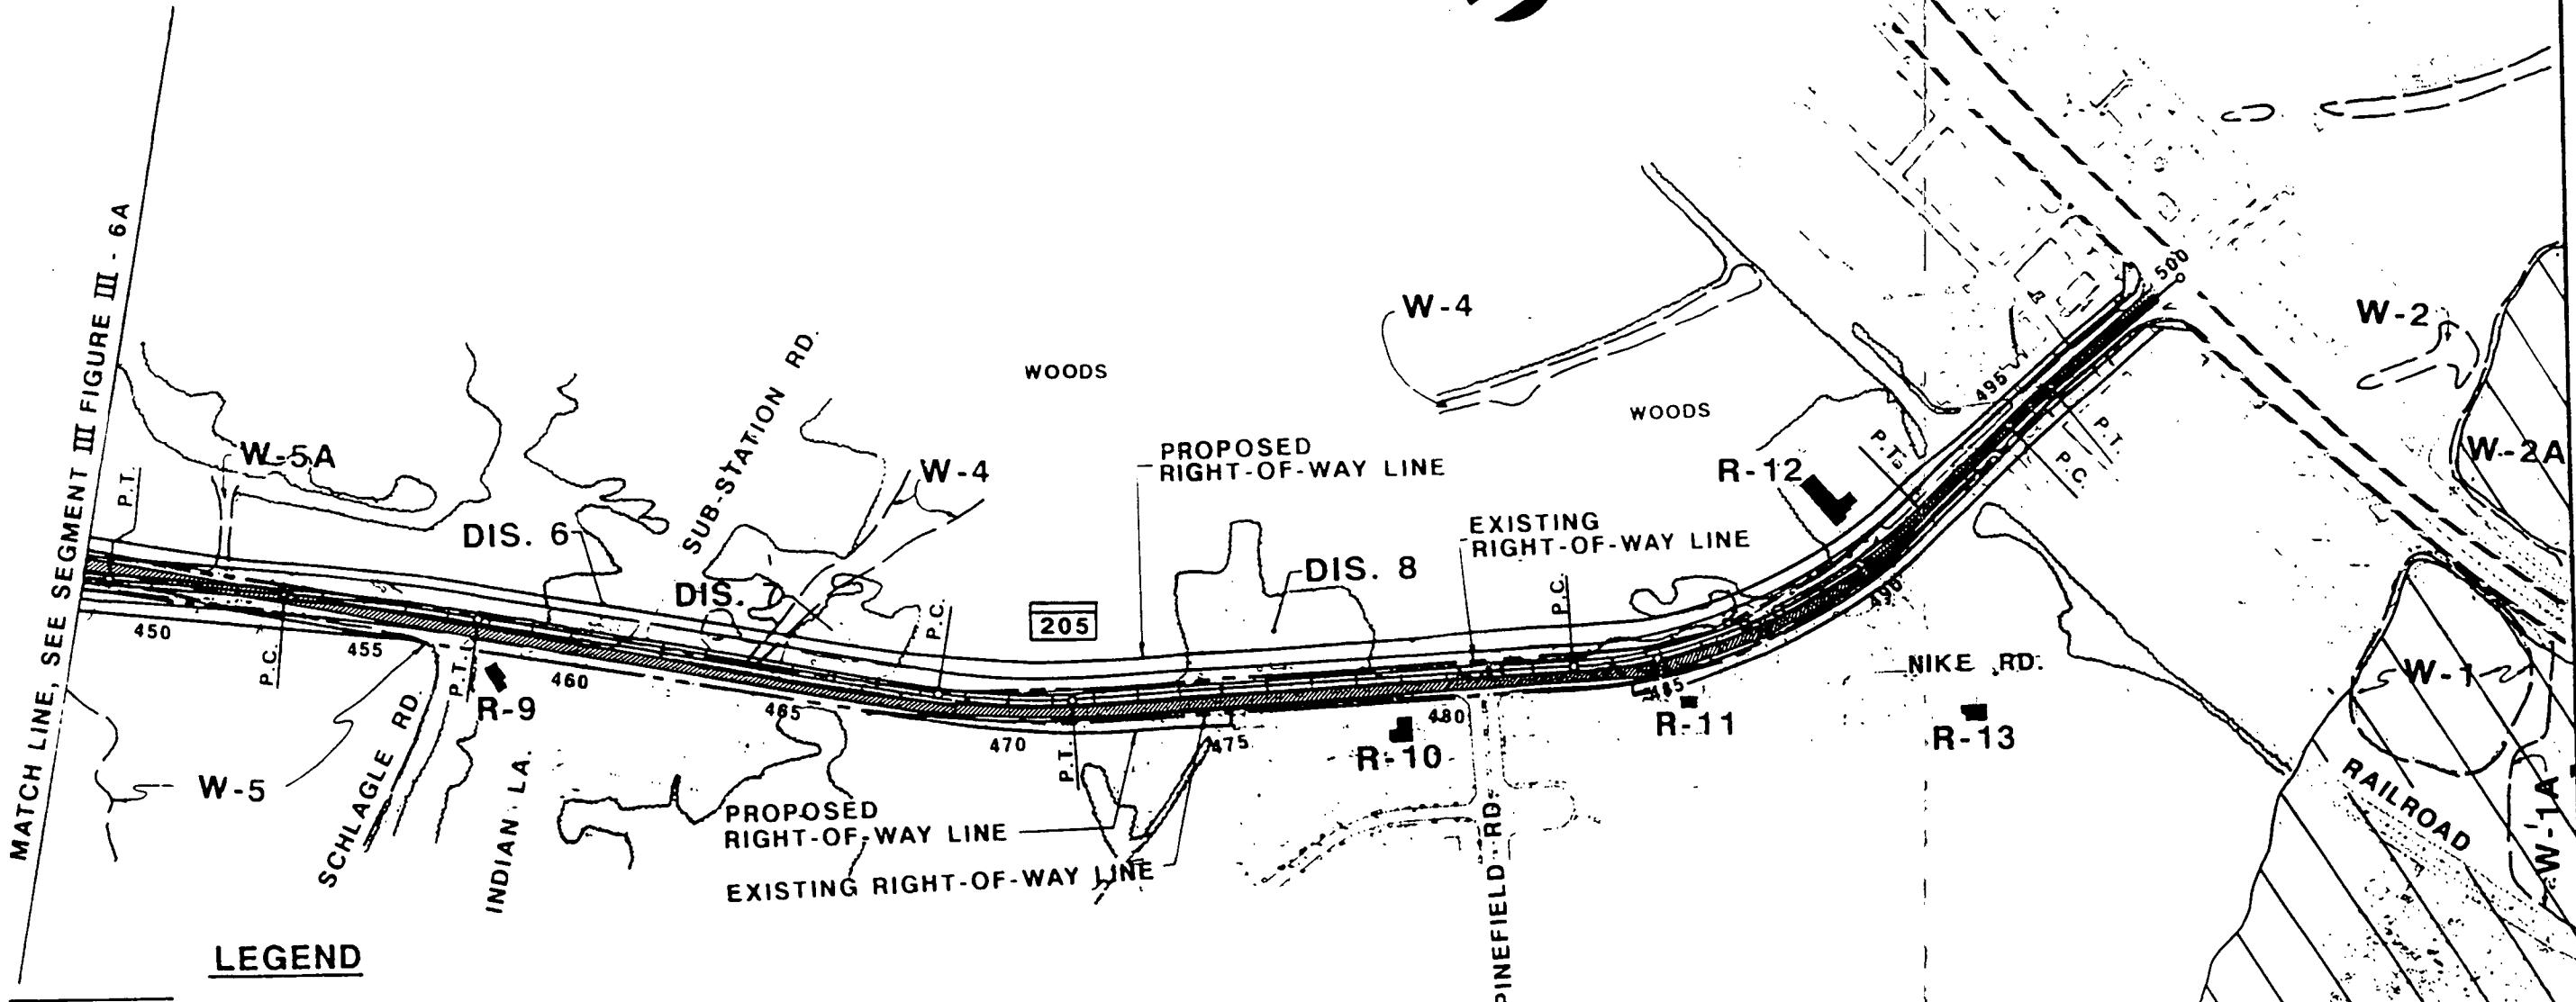 MATCH LINE, SEE SEGMENT III FIGURE III - 6A
P.T.
W-5A
450
P.C.
455
W-5
SCHLAGLE RD.
P.T.
R-9
INDIAN LA.
DIS. 6
460
SUB-STATION RD.
DIS. 7
W-4
465
P.C.
WOODS
205
470
P.T.
PROPOSED
RIGHT-OF-WAY LINE
EXISTING RIGHT-OF-WAY LINE
475
PROPOSED
RIGHT-OF-WAY LINE
DIS. 8
W-4
WOODS
EXISTING
RIGHT-OF-WAY LINE
P.C.
R-10
480
PINEFIELD RD.
485
R-11
R-12
P.T.
490
NIKE RD.
R-13
495
P.T.
P.C.
500
W-2
W-2A
W-1
W-1A
RAILROAD
LEGEND